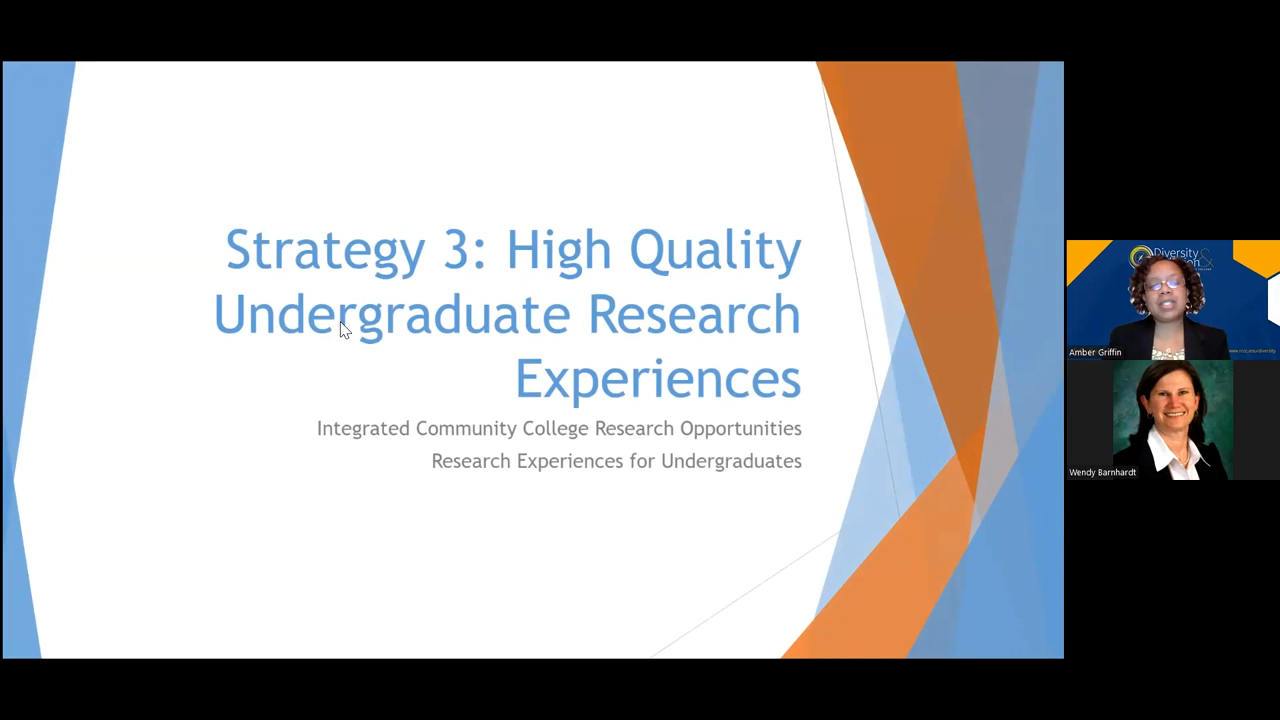 Strategy 3: High Quality
Undergraduate Research
Experiences
Integrated Community College Research Opportunities
Research Experiences for Undergraduates
Diversity &
Amber Griffin
Wendy Barnhardt